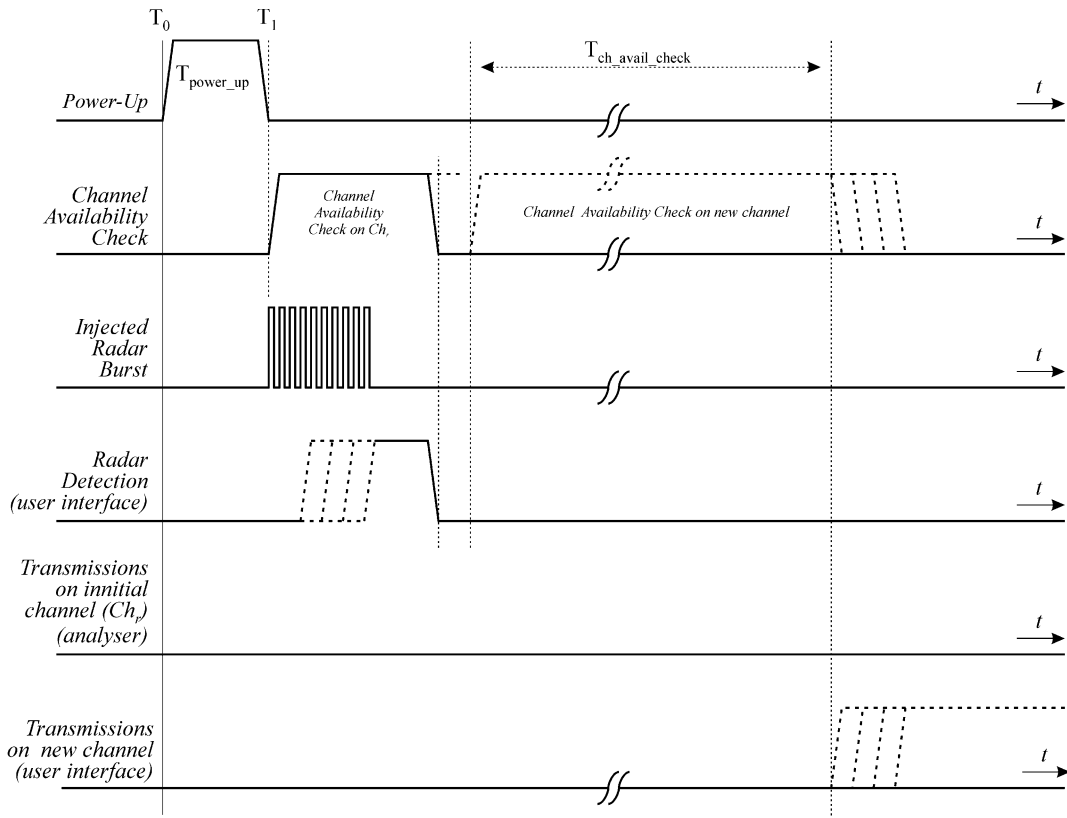 T0 T1
Tch_avail_check
Tpower_up
Power-Up
t
Channel
Availability
Check
Channel
Availability
Check on Chr
Channel Availability Check on new channel
t
Injected
Radar
Burst
t
Radar
Detection
(user interface)
t
Transmissions
on innitial
channel (Chr)
(analyser)
t
Transmissions
on new channel
(user interface)
t